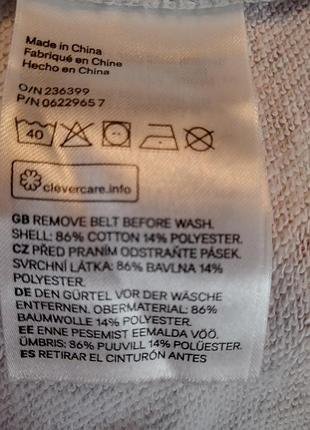 Made in China
Fabriqué en Chine
Hecho en China
O/N 236399
P/N 06229657
40
clevercare.info
GB REMOVE BELT BEFORE WASH.
SHELL: 86% COTTON 14% POLYESTER.
CZ PŘED PRANÍM ODSTRAŇTE PÁSEK.
SVRCHNÍ LÁTKA: 86% BAVLNA 14%
POLYESTER.
DE DEN GÜRTEL VOR DER WÄSCHE
ENTFERNEN. OBERMATERIAL: 86%
BAUMWOLLE 14% POLYESTER.
EE ENNE PESEMIST EEMALDA VÖÖ.
ÜMBRIS: 86% PUUVILL 14% POLÜESTER.
ES RETIRAR EL CINTURÓN ANTES